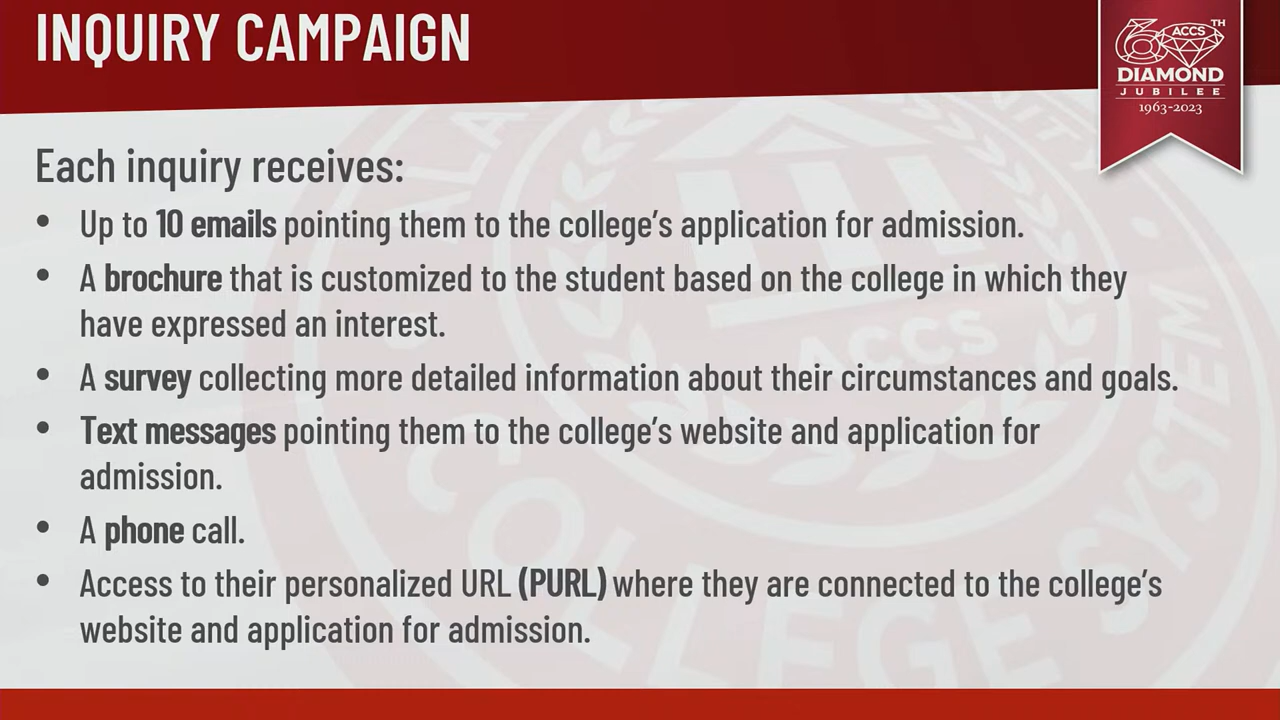 INQUIRY CAMPAIGN
60TH
ACCS
DIAMOND
JUBILEE
1963-2023
Each inquiry receives:
• Up to 10 emails pointing them to the college’s application for admission.
• A brochure that is customized to the student based on the college in which they
have expressed an interest.
• A survey collecting more detailed information about their circumstances and goals.
• Text messages pointing them to the college’s website and application for
admission.
• A phone call.
• Access to their personalized URL (PURL) where they are connected to the college’s
website and application for admission.
ACCS
COLLEGE SYSTEM